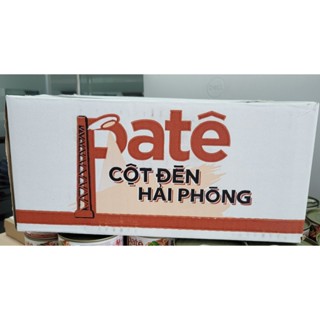 Patê
CỘT ĐÈN
HẢI PHÒNG